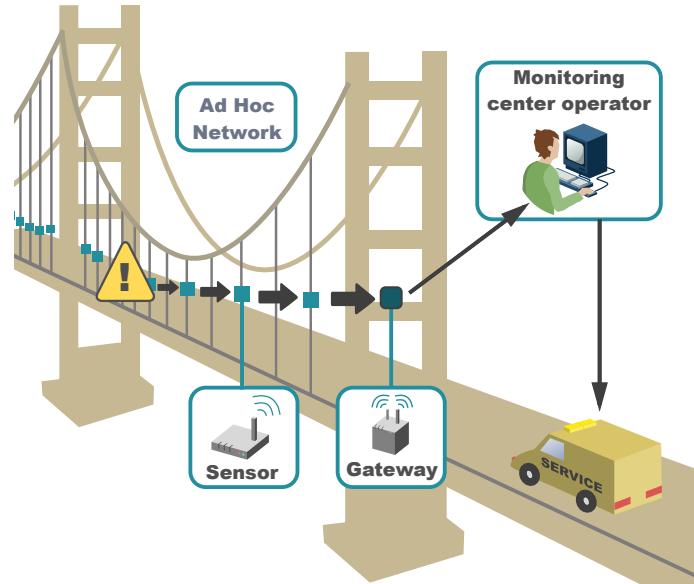 Ad Hoc
Network
Monitoring
center operator
!
Sensor
Gateway
SERVICE